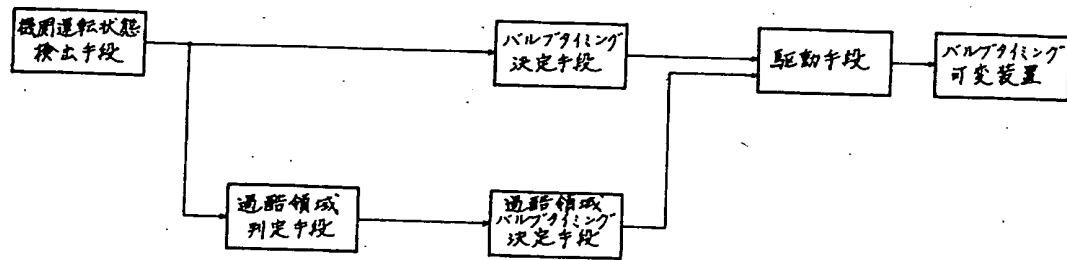 機関運転状態
検出手段
バルブタイミング
決定手段
駆動手段
バルブタイミング
可変装置
過酷領域
判定手段
過酷領域
バルブタイミング
決定手段